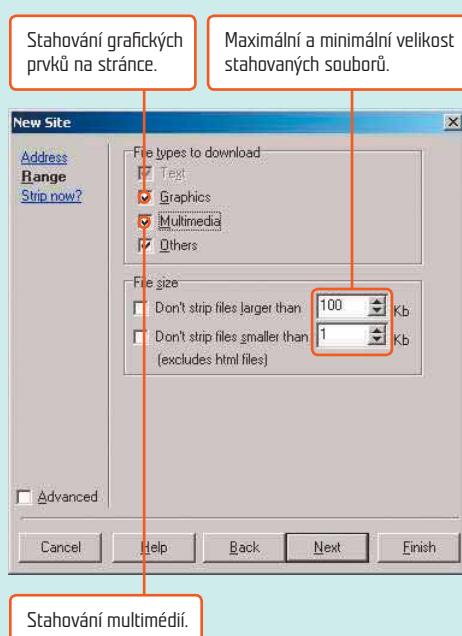 Stahování grafických
prvků na stránce.
Maximální a minimální velikost
stahovaných souborů.
New Site
Address
Range
Strip now?
File types to download
Text
Graphics
Multimedia
Others
File size
Don't strip files larger than 100 Kb
Don't strip files smaller than 1 Kb
(excludes html files)
Advanced
Cancel Help Back Next Finish
Stahování multimédií.